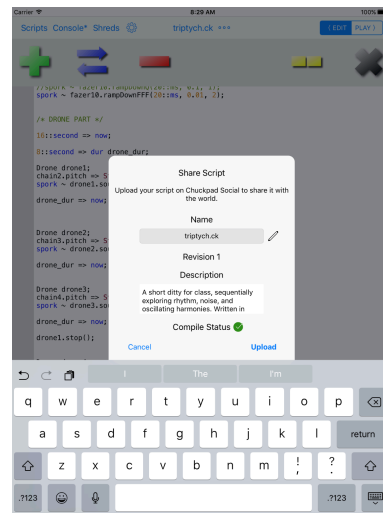 Carrier 8:29 AM 100%
Scripts Console* Shreds triptych.ck ooo ( EDIT PLAY )
spork ~ fazer10.rampDownFFF(20::ms, 0.01, 2);
/* DRONE PART */
16::second => now;
8::second => dur drone_dur;
Drone drone1;
chain2.pitch => S
spork ~ drone1.so
drone_dur => now;
Drone drone2;
chain3.pitch => S
spork ~ drone2.so
drone_dur => now;
Drone drone3;
chain4.pitch => S
spork ~ drone3.so
drone_dur => now;
drone1.stop();
Share Script
Upload your script on Chuckpad Social to share it with
the world.
Name
triptych.ck
Revision 1
Description
A short ditty for class, sequentially
exploring rhythm, noise, and
oscillating harmonies. Written in
Compile Status
Cancel Upload
I The I'm
q w e r t y u i o p
a s d f g h j k l return
z x c v b n m ! , ? .
.?123 .?123